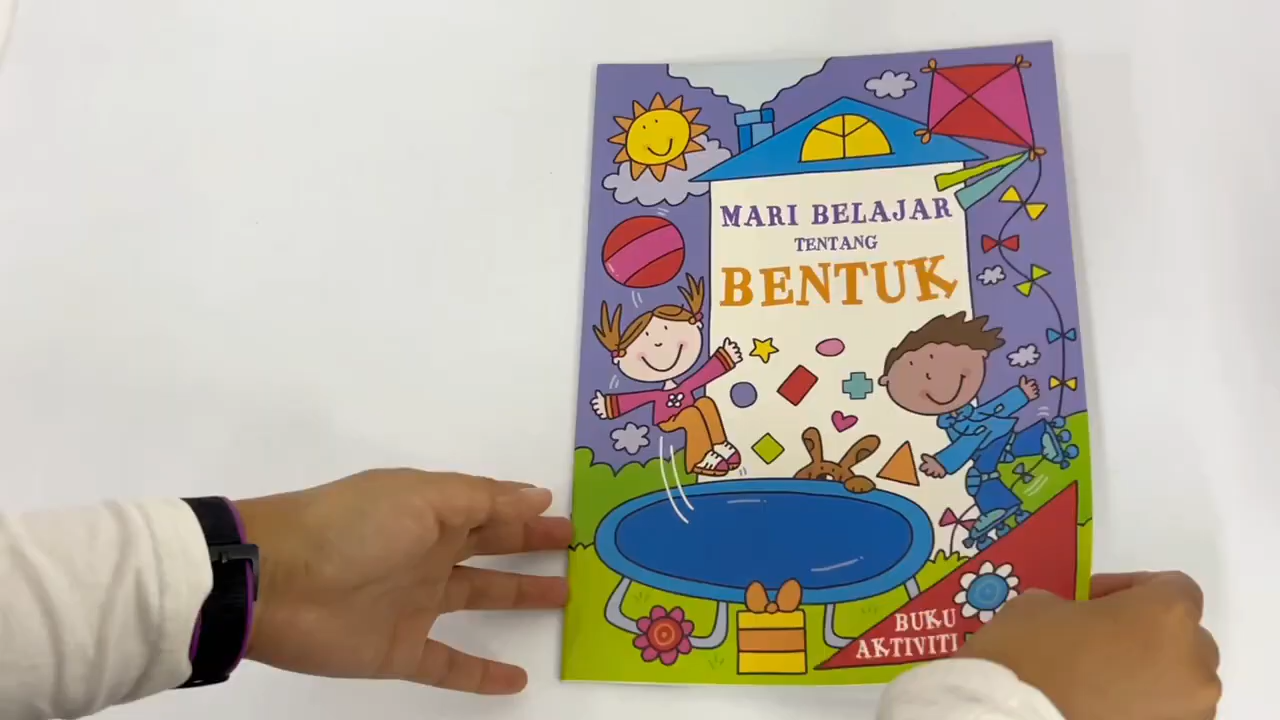 MARI BELAJAR
TENTANG
BENTUK
BUKU
AKTIVITI